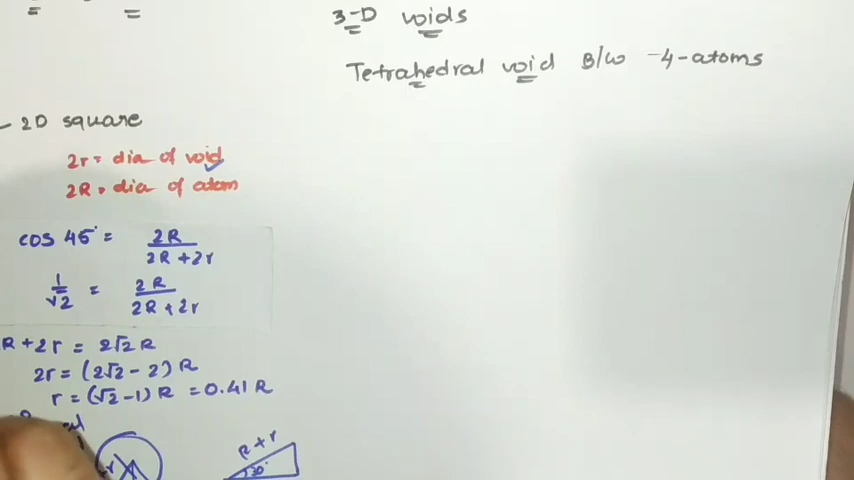 3-D voids
Tetrahedral void B/w 4-atoms
2D square
2r = dia of void
2R = dia of atom
cos 45° = 2R / 2R + 2r
1/√2 = 2R / 2R + 2r
R + 2r = 2√2 R
2r = (2√2 - 2) R
r = (√2 - 1) R = 0.41 R
R + r
30°